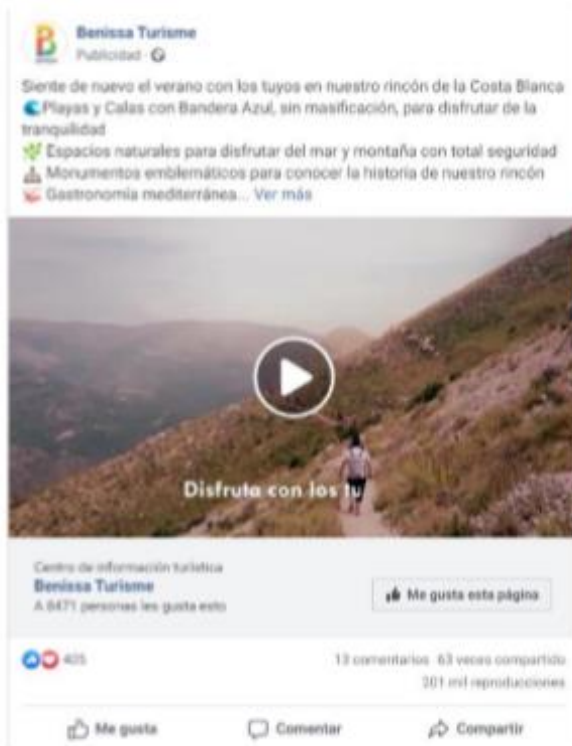 Benissa Turisme
Publicidad
Siente de nuevo el verano con los tuyos en nuestro rincón de la Costa Blanca
Playas y Calas con Bandera Azul, sin masificación, para disfrutar de la
tranquilidad
Espacios naturales para disfrutar del mar y montaña con total seguridad
Monumentos emblemáticos para conocer la historia de nuestro rincón
Gastronomía mediterránea... Ver más
Disfruta con los tu
Centro de información turística
Benissa Turisme
A 8471 personas les gusta esto
Me gusta esta página
405
13 comentarios 63 veces compartido
201 mil reproducciones
Me gusta
Comentar
Compartir